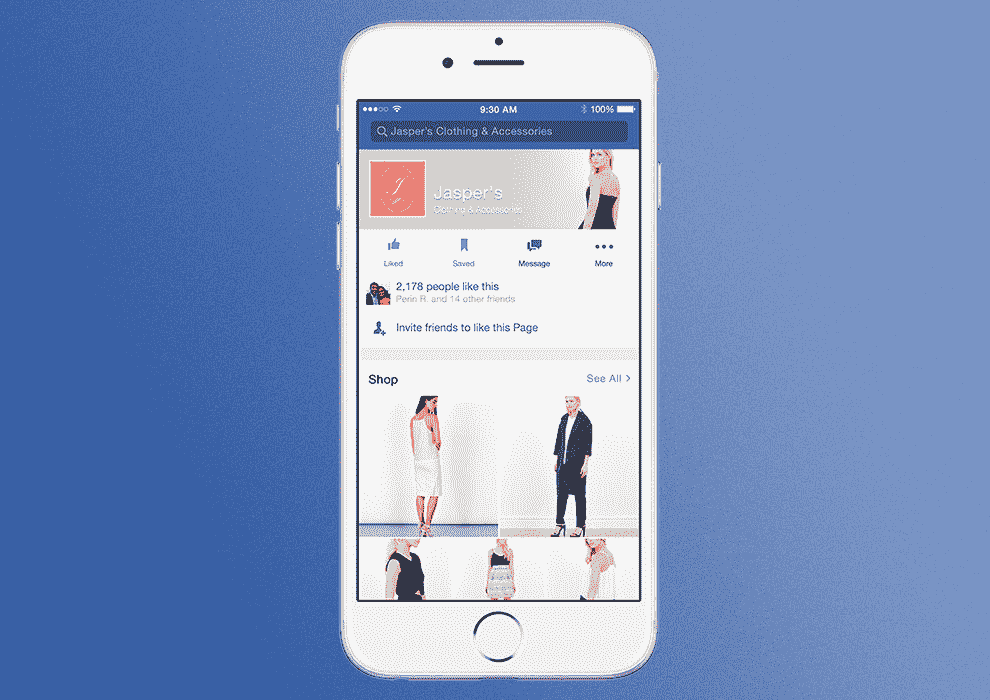 9:30 AM
100%
Jasper's Clothing & Accessories
Jasper's
Clothing & Accessories
Liked
Saved
Message
More
2,178 people like this
Perin R. and 14 other friends
Invite friends to like this Page
Shop
See All